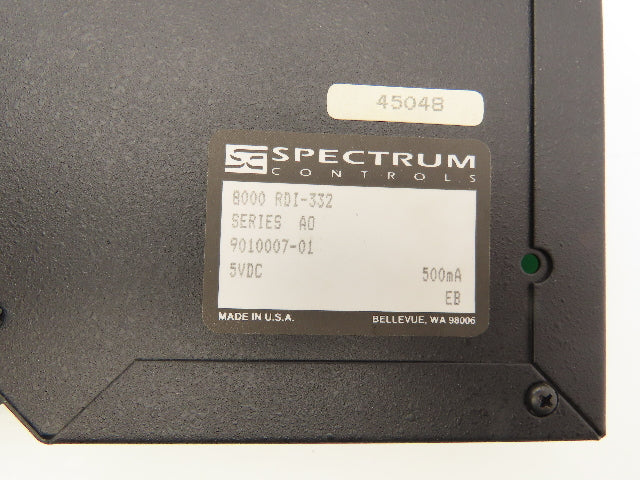 45048
SC SPECTRUM
CONTROLS
8000 RDI-332
SERIES A0
9010007-01
5VDC 500mA
EB
MADE IN U.S.A. BELLEVUE, WA 98006